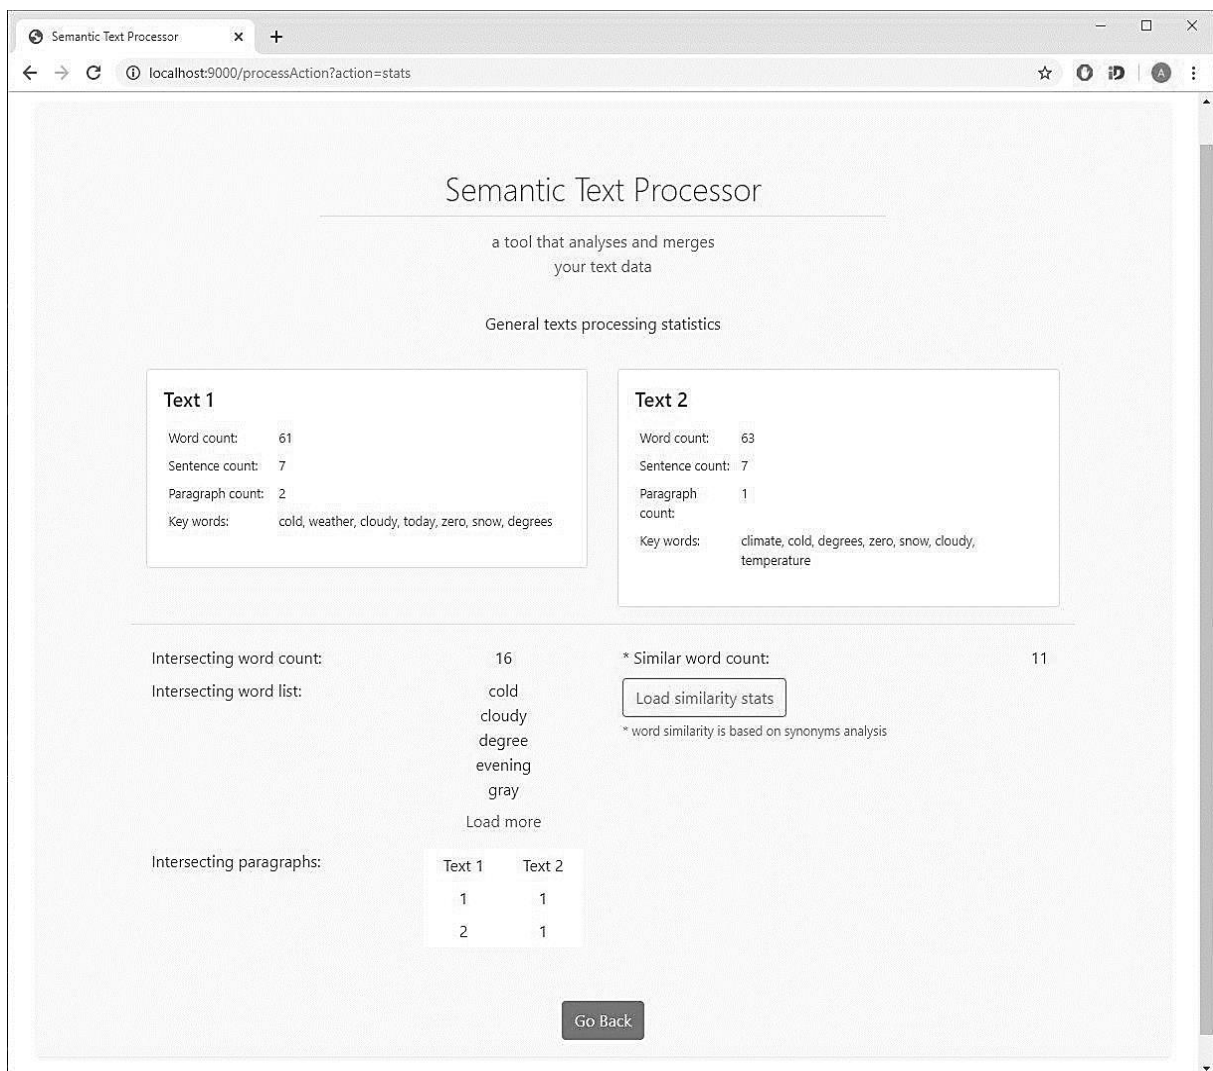 Semantic Text Processor
localhost:9000/processAction?action=stats
A
Semantic Text Processor
a tool that analyses and merges
your text data
General texts processing statistics
Text 1
Word count: 61
Sentence count: 7
Paragraph count: 2
Key words: cold, weather, cloudy, today, zero, snow, degrees
Text 2
Word count: 63
Sentence count: 7
Paragraph 1
count:
Key words: climate, cold, degrees, zero, snow, cloudy,
temperature
Intersecting word count: 16
Intersecting word list: cold
cloudy
degree
evening
gray
Load more
Intersecting paragraphs: Text 1 Text 2
1 1
2 1
* Similar word count: 11
Load similarity stats
* word similarity is based on synonyms analysis
Go Back